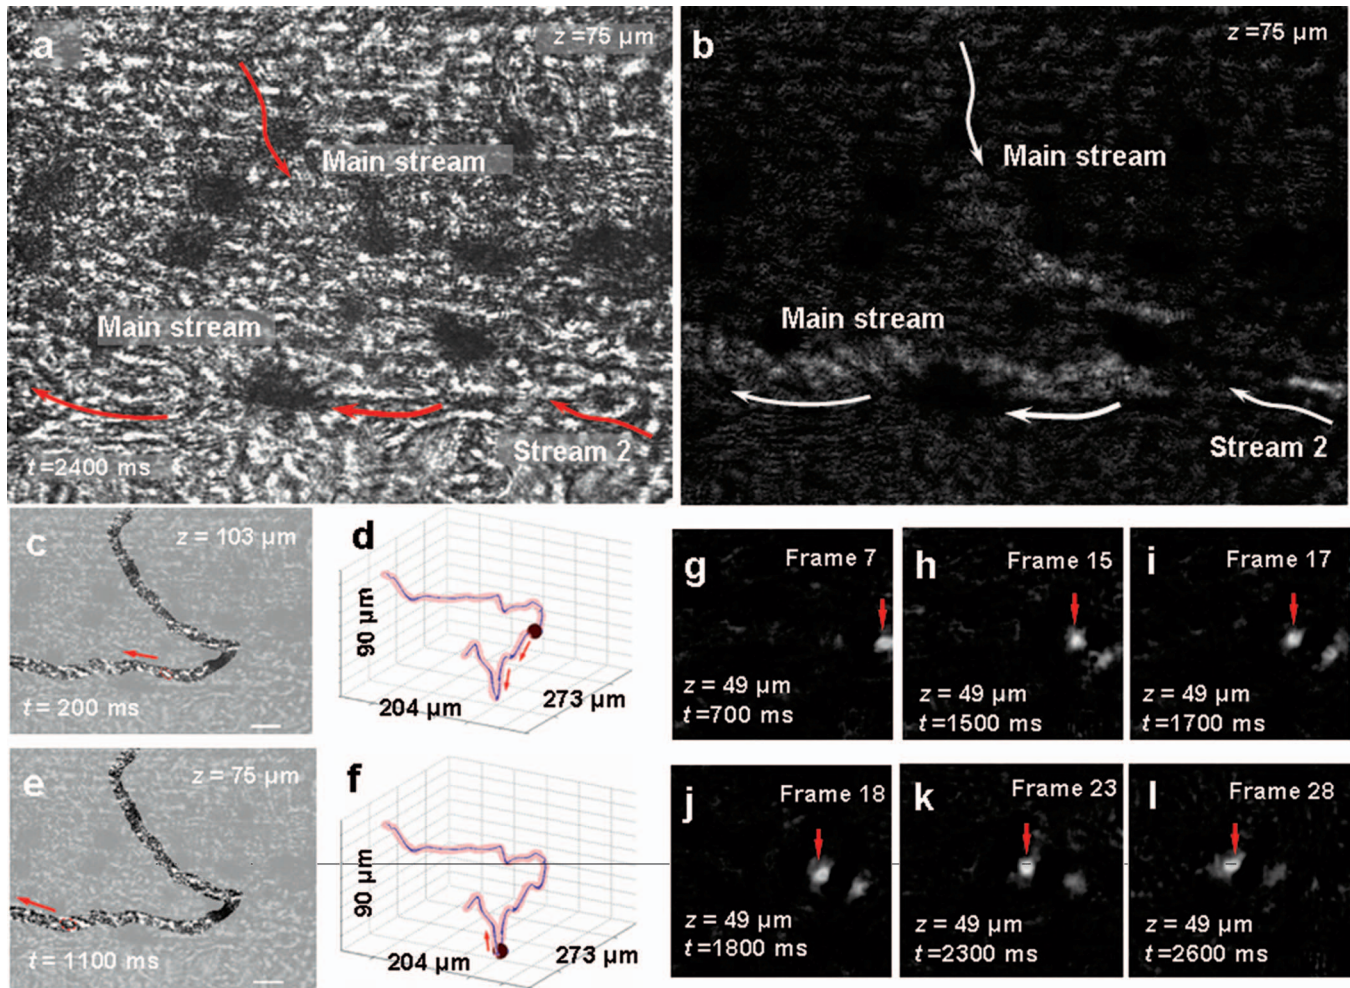 a
z =75 µm
Main stream
Main stream
Stream 2
t=2400 ms
b
z =75 µm
Main stream
Main stream
Stream 2
c
z = 103 µm
t = 200 ms
d
90 µm
204 µm
273 µm
e
z = 75 µm
t = 1100 ms
f
90 µm
204 µm
273 µm
g
Frame 7
z = 49 µm
t=700 ms
h
Frame 15
z = 49 µm
t=1500 ms
i
Frame 17
z = 49 µm
t=1700 ms
j
Frame 18
z = 49 µm
t=1800 ms
k
Frame 23
z = 49 µm
t=2300 ms
l
Frame 28
z = 49 µm
t=2600 ms